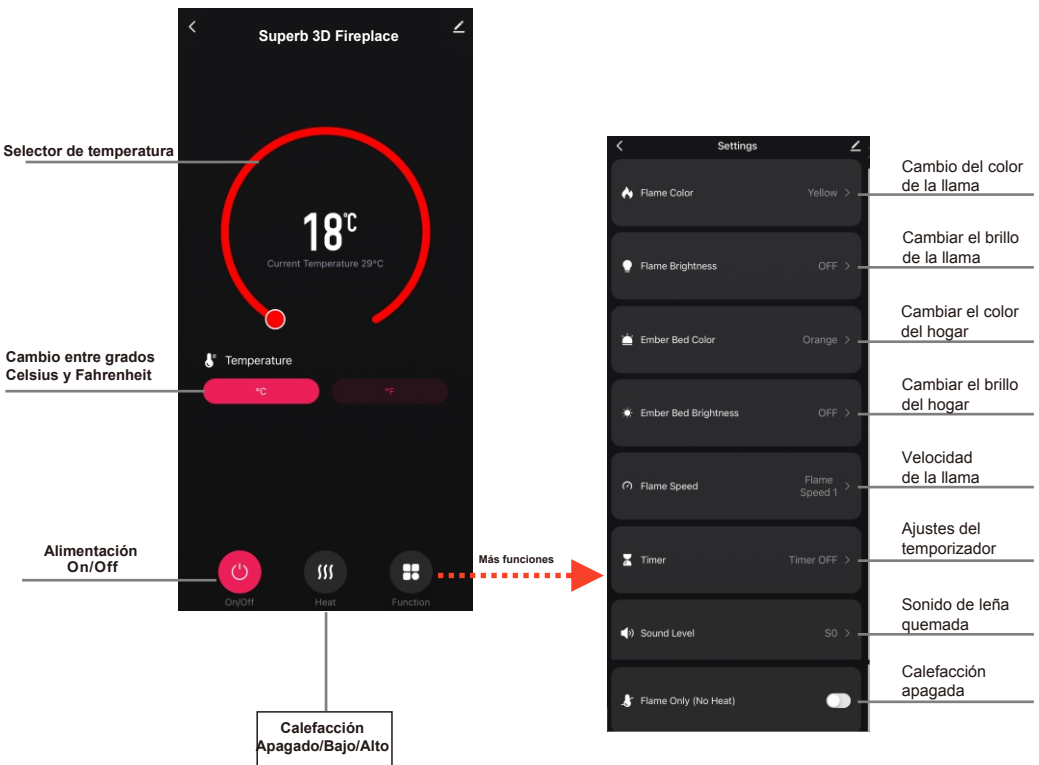 Superb 3D Fireplace
Selector de temperatura
18°C
Current Temperature 29°C
Cambio entre grados
Celsius y Fahrenheit
Temperature
°C
°F
Alimentación
On/Off
On/Off
Heat
Function
Más funciones
Calefacción
Apagado/Bajo/Alto
Settings
Flame Color
Yellow
Cambio del color
de la llama
Flame Brightness
OFF
Cambiar el brillo
de la llama
Ember Bed Color
Orange
Cambiar el color
del hogar
Ember Bed Brightness
OFF
Cambiar el brillo
del hogar
Flame Speed
Flame
Speed 1
Velocidad
de la llama
Timer
Timer OFF
Ajustes del
temporizador
Sound Level
S0
Sonido de leña
quemada
Flame Only (No Heat)
Calefacción
apagada